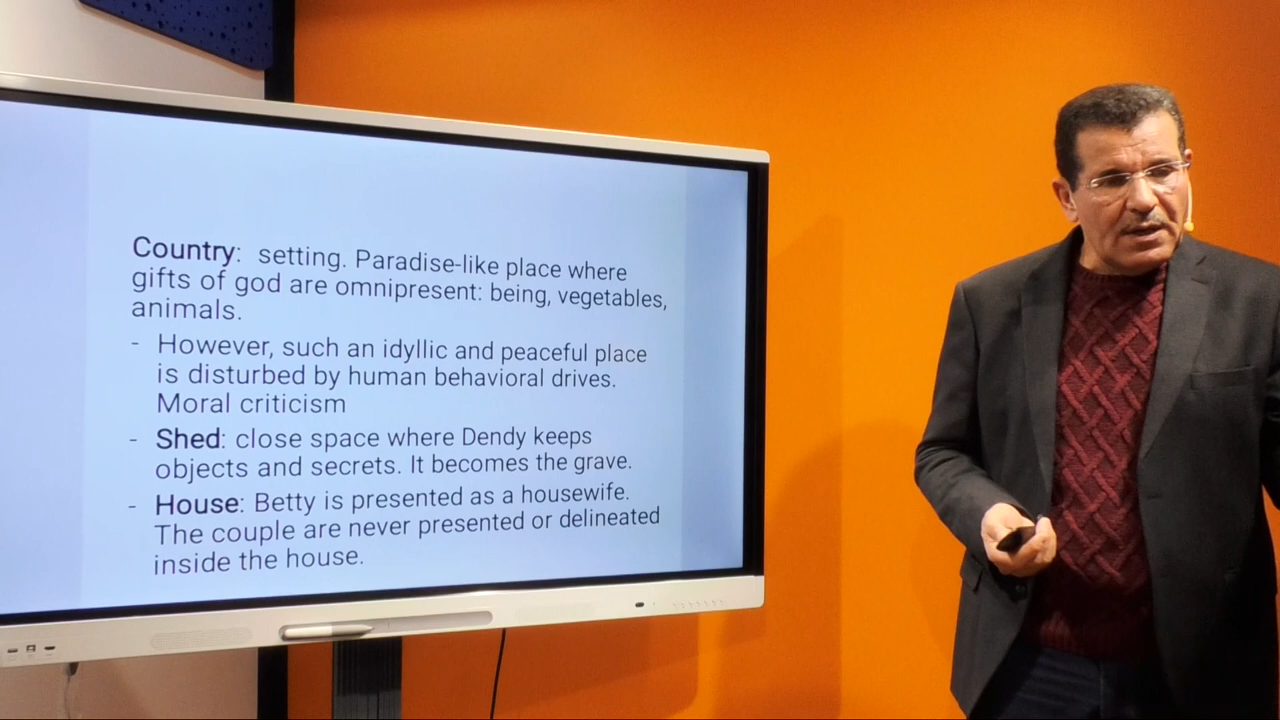 Country: setting. Paradise-like place where
gifts of god are omnipresent: being, vegetables,
animals.
- However, such an idyllic and peaceful place
is disturbed by human behavioral drives.
Moral criticism
- Shed: close space where Dendy keeps
objects and secrets. It becomes the grave.
- House: Betty is presented as a housewife.
The couple are never presented or delineated
inside the house.